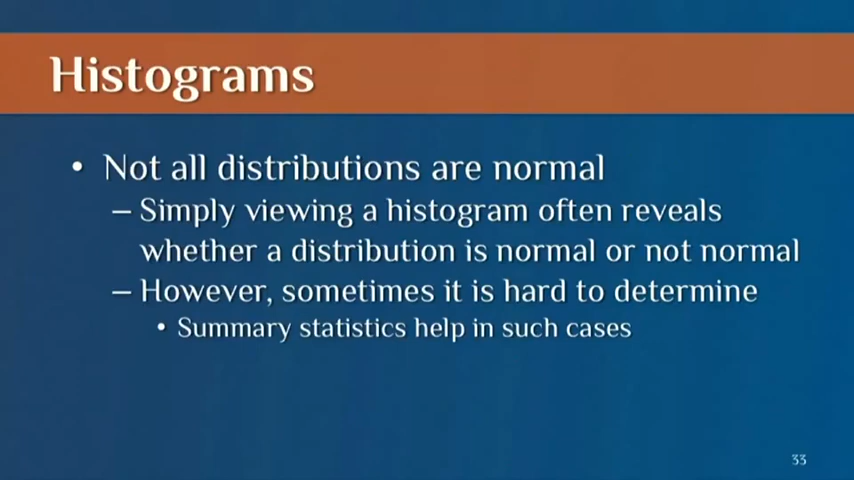 Histograms
• Not all distributions are normal
– Simply viewing a histogram often reveals
whether a distribution is normal or not normal
– However, sometimes it is hard to determine
• Summary statistics help in such cases
33